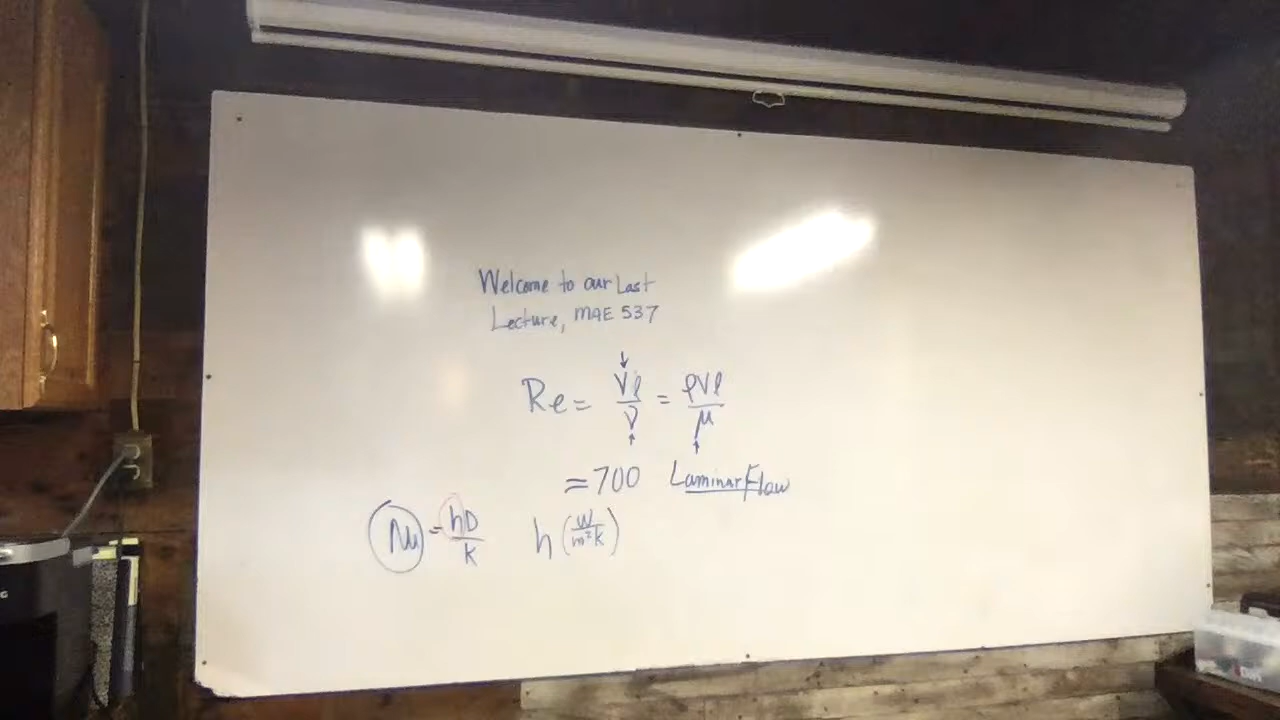 Welcome to our Last
Lecture, MAE 537
Re = Vl/ν = ρVl/μ
= 700 Laminar Flow
Nu = hD/k h (W/m²k)